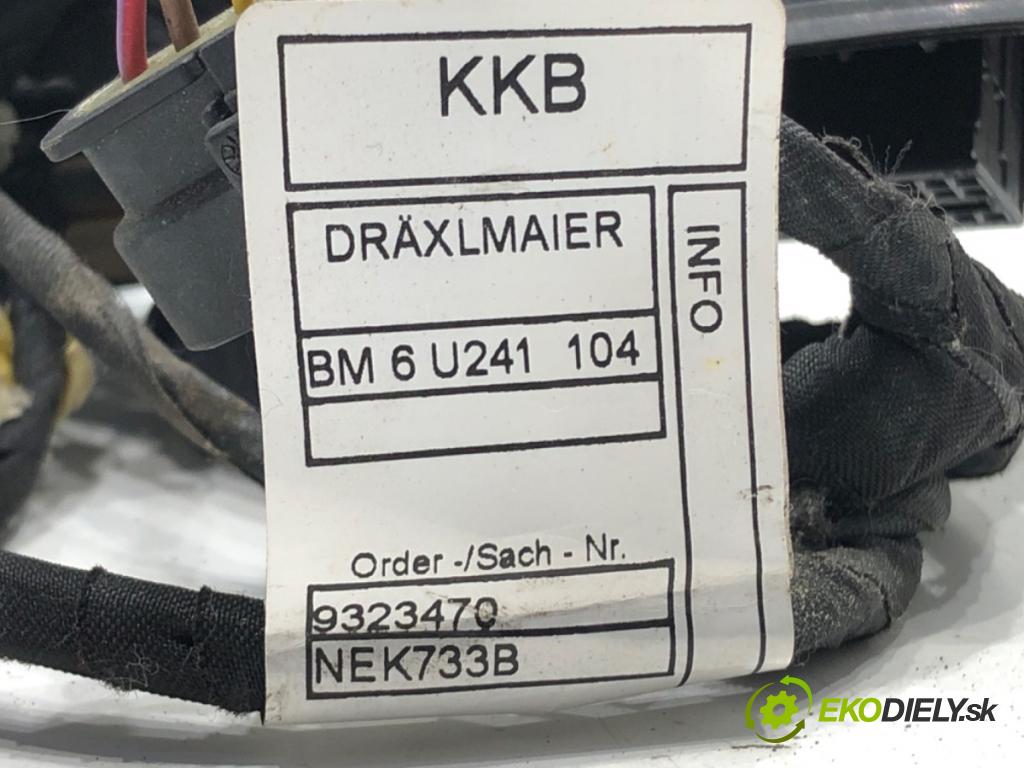 KKB
DRÄXLMAIER
INFO
BM 6 U241 104
Order -/Sach - Nr.
9323470
NEK733B
EKODIELY.sk